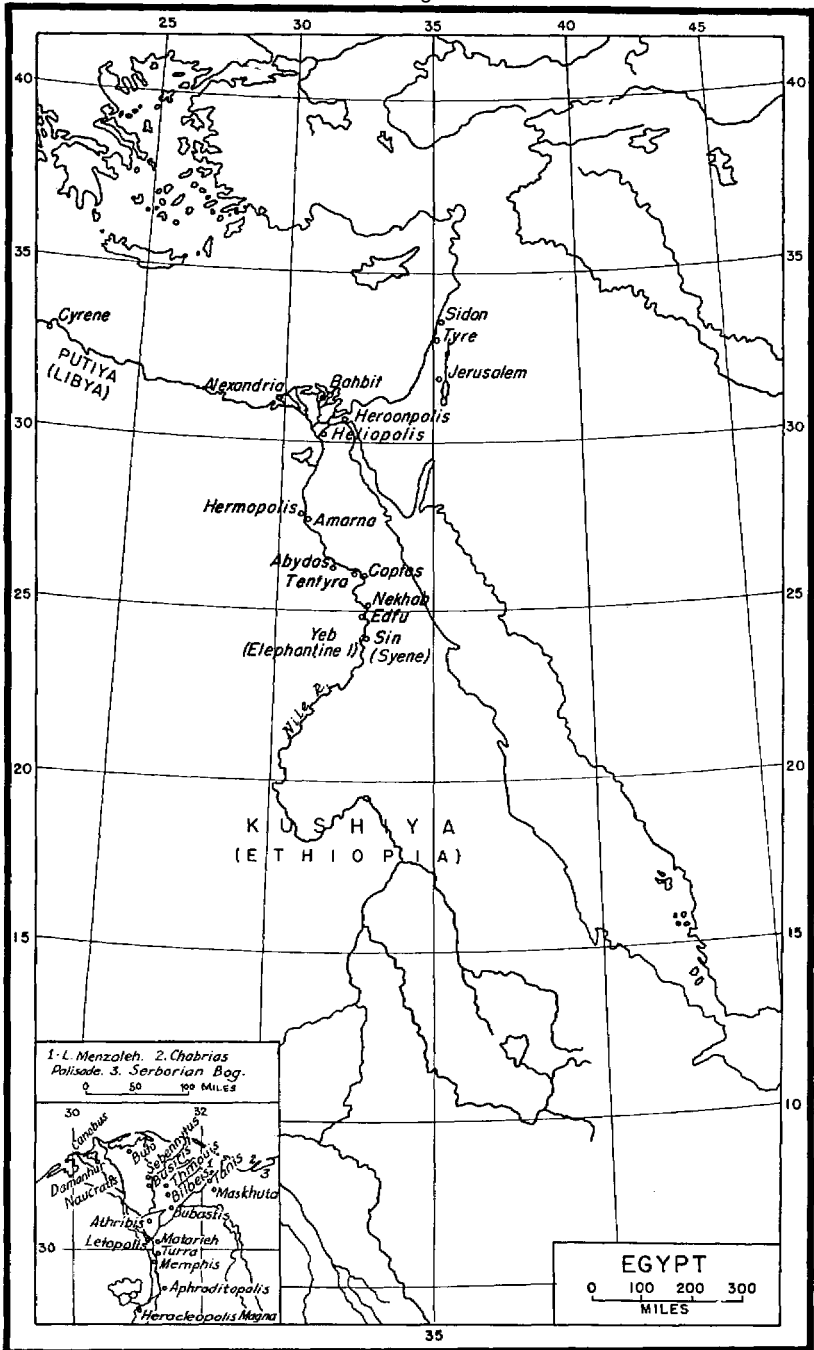 25 30 35 40 45
40 40
35 35
Cyrene
PUTIYA
(LIBYA)
Sidon
Tyre
Jerusalem
Alexandria
Bahbit
Heroonpolis
Heliopolis
30 30
Hermopolis
Amarna
Abydos
Tentyra
Coptos
25 25
Nekhab
Edfu
Yeb
(Elephantine I)
Sin
(Syene)
Nile R.
20 20
KUSHIYA
(ETHIOPIA)
15 15
10
1-L. Menzaleh. 2. Chabrias
Palisade. 3. Serbonian Bog.
0 50 100 MILES
30 32
Canobus
Damanhur
Naucratis
Buto
Sebennytus
Busiris
Thmouis
Bilbeis
1
Tanis
2
3
Maskhuta
Bubastis
Athribis
Letopolis
30
Matarieh
Turra
Memphis
Aphroditopolis
Heracleopolis Magna
EGYPT
0 100 200 300
MILES
35